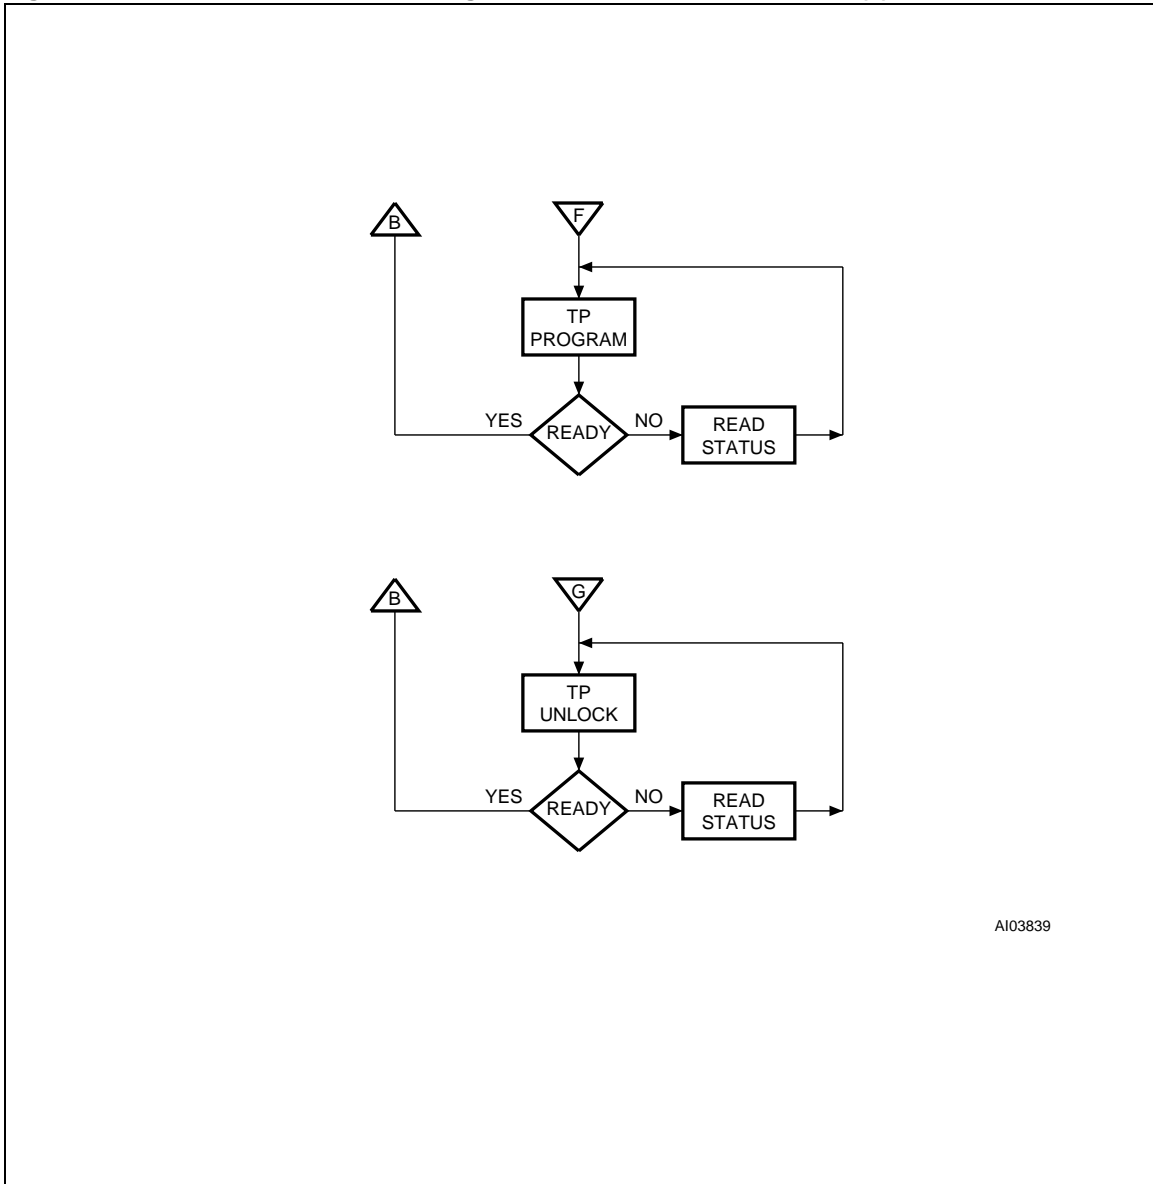 B
F
TP
PROGRAM
YES
READY
NO
READ
STATUS
B
G
TP
UNLOCK
YES
READY
NO
READ
STATUS
AI03839